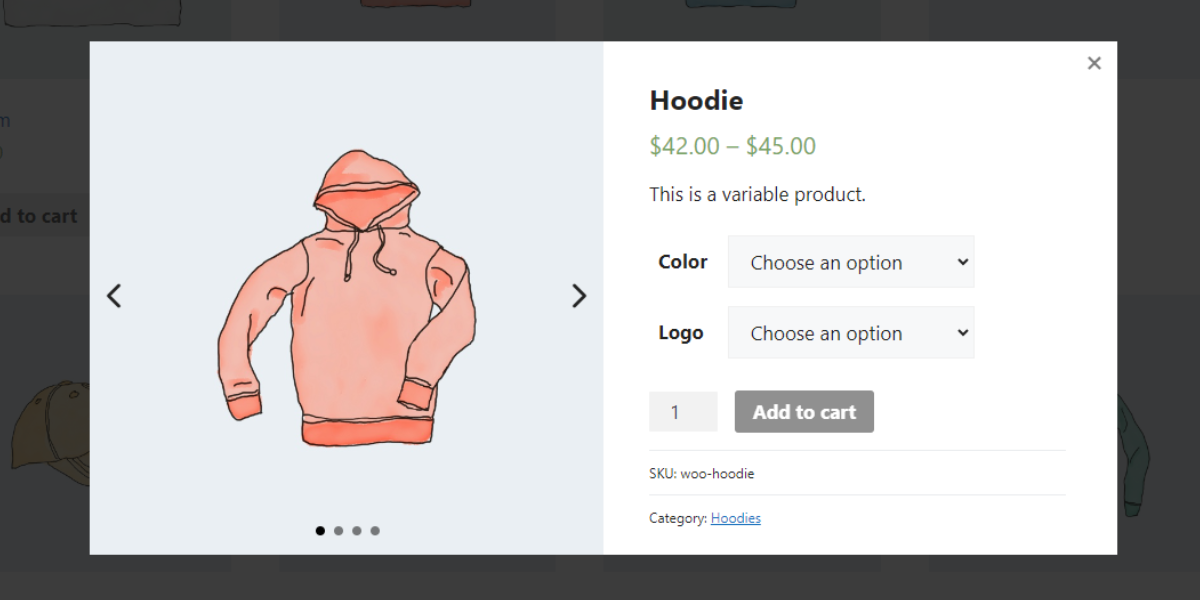 Hoodie
$42.00 – $45.00
This is a variable product.
Color Choose an option
Logo Choose an option
1 Add to cart
SKU: woo-hoodie
Category: Hoodies
to cart